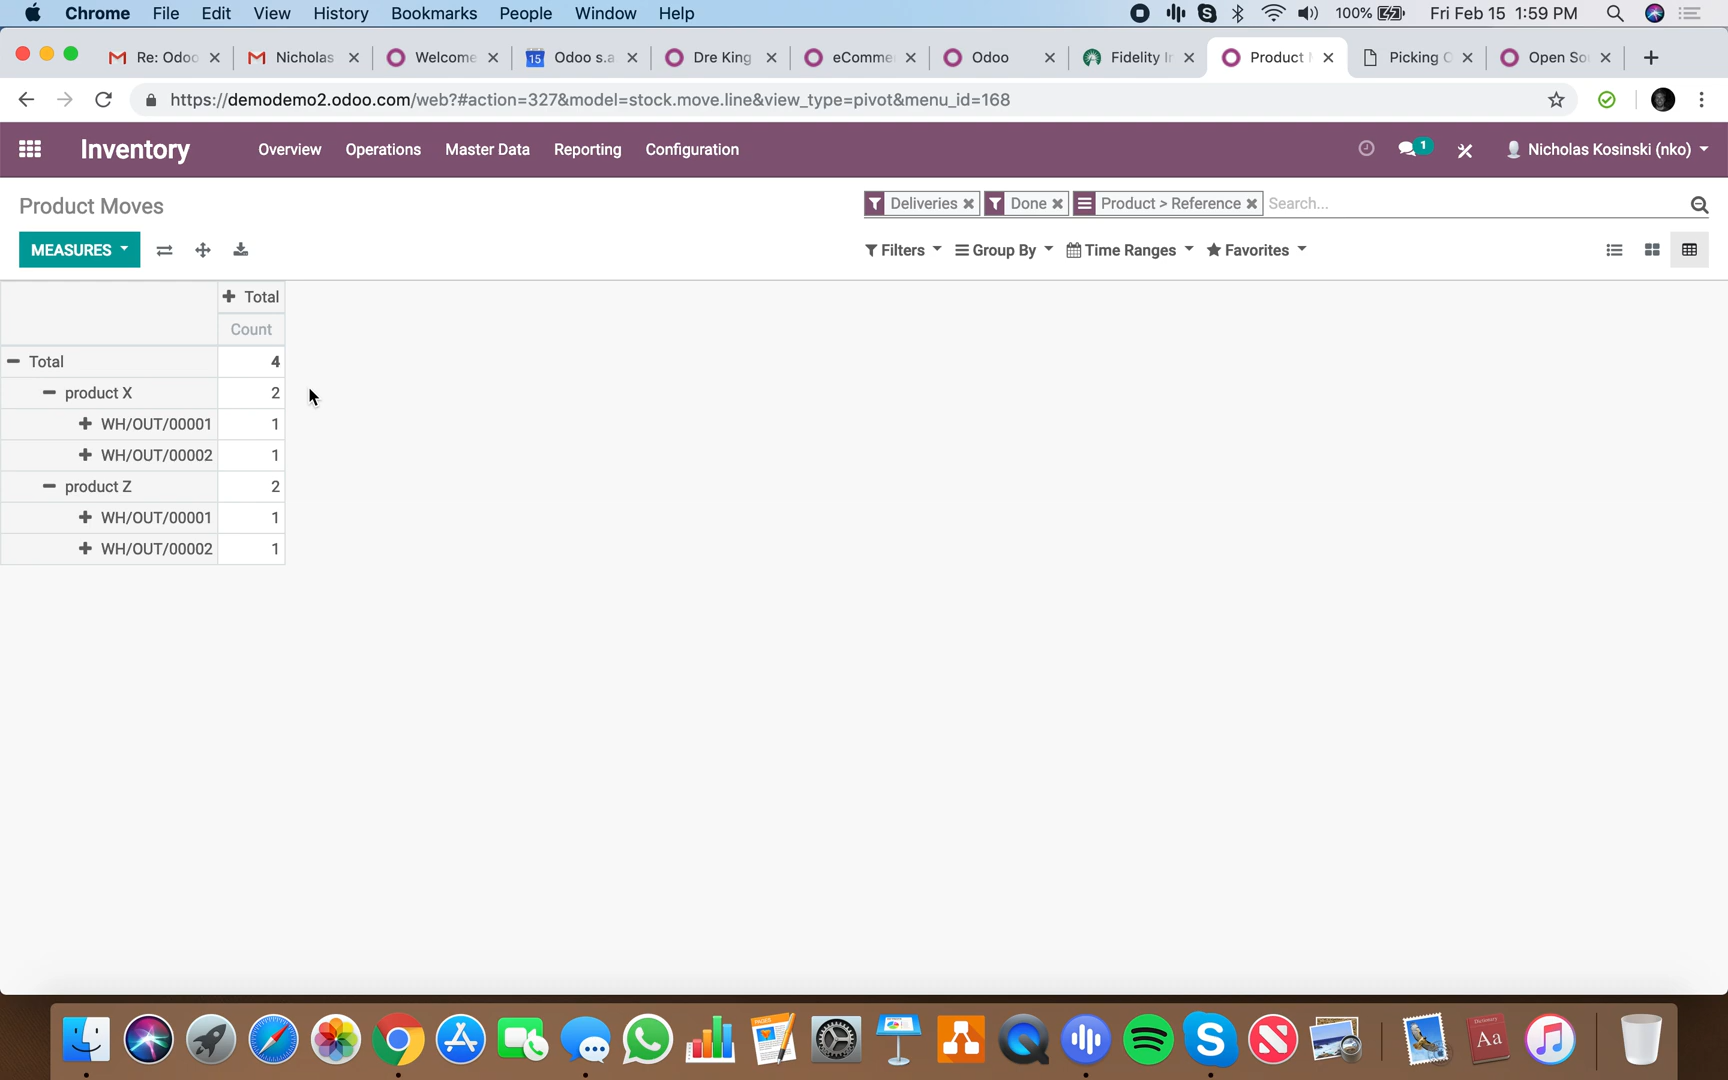 Chrome File Edit View History Bookmarks People Window Help 100% Fri Feb 15 1:59 PM
Re: Odoo Nicholas Welcome 15 Odoo s.a Dre King eComme Odoo Fidelity In Product Picking O Open So
https://demodemo2.odoo.com/web?#action=327&model=stock.move.line&view_type=pivot&menu_id=168
Inventory Overview Operations Master Data Reporting Configuration 1 Nicholas Kosinski (nko)
Product Moves Deliveries Done Product > Reference Search...
MEASURES Filters Group By Time Ranges Favorites
Total
Count
Total 4
product X 2
WH/OUT/00001 1
WH/OUT/00002 1
product Z 2
WH/OUT/00001 1
WH/OUT/00002 1
Aa